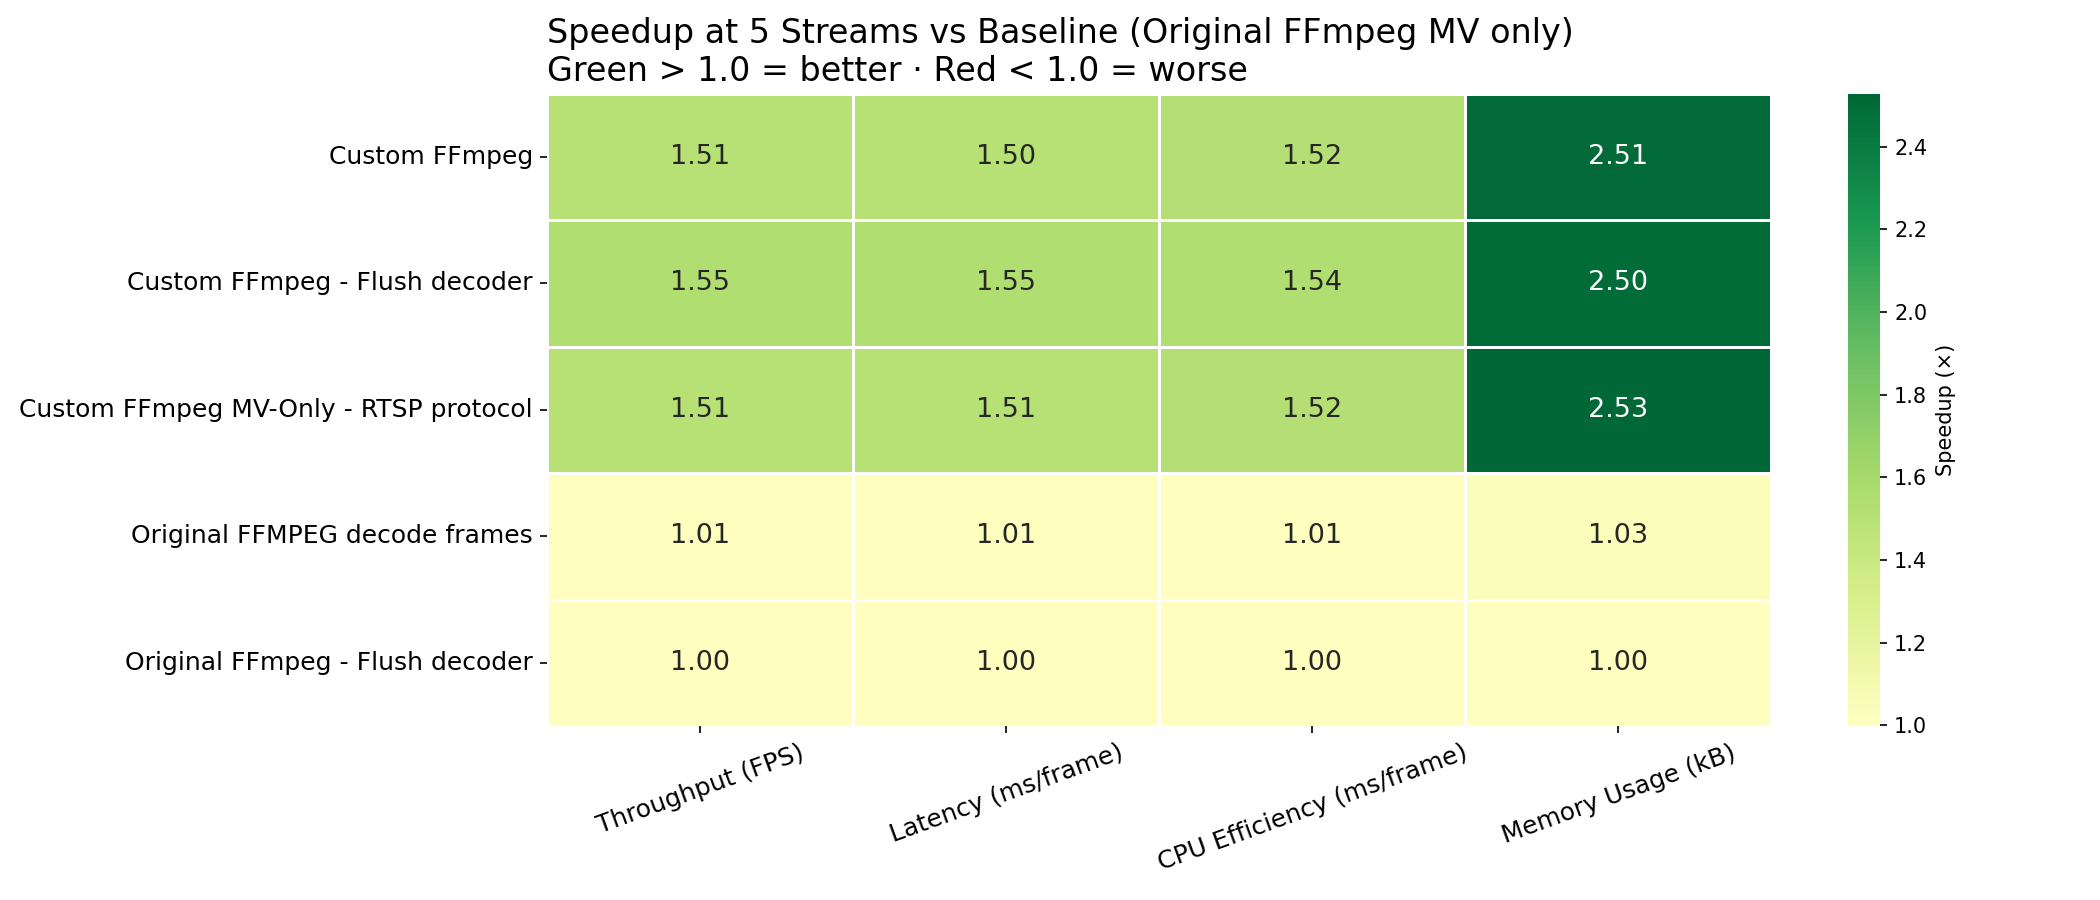 Speedup at 5 Streams vs Baseline (Original FFmpeg MV only)
Green > 1.0 = better · Red < 1.0 = worse
Custom FFmpeg
1.51 1.50 1.52 2.51
Custom FFmpeg - Flush decoder
1.55 1.55 1.54 2.50
Custom FFmpeg MV-Only - RTSP protocol
1.51 1.51 1.52 2.53
Original FFMPEG decode frames
1.01 1.01 1.01 1.03
Original FFmpeg - Flush decoder
1.00 1.00 1.00 1.00
Throughput (FPS)
Latency (ms/frame)
CPU Efficiency (ms/frame)
Memory Usage (kB)
2.4
2.2
2.0
1.8
1.6
1.4
1.2
1.0
Speedup (×)